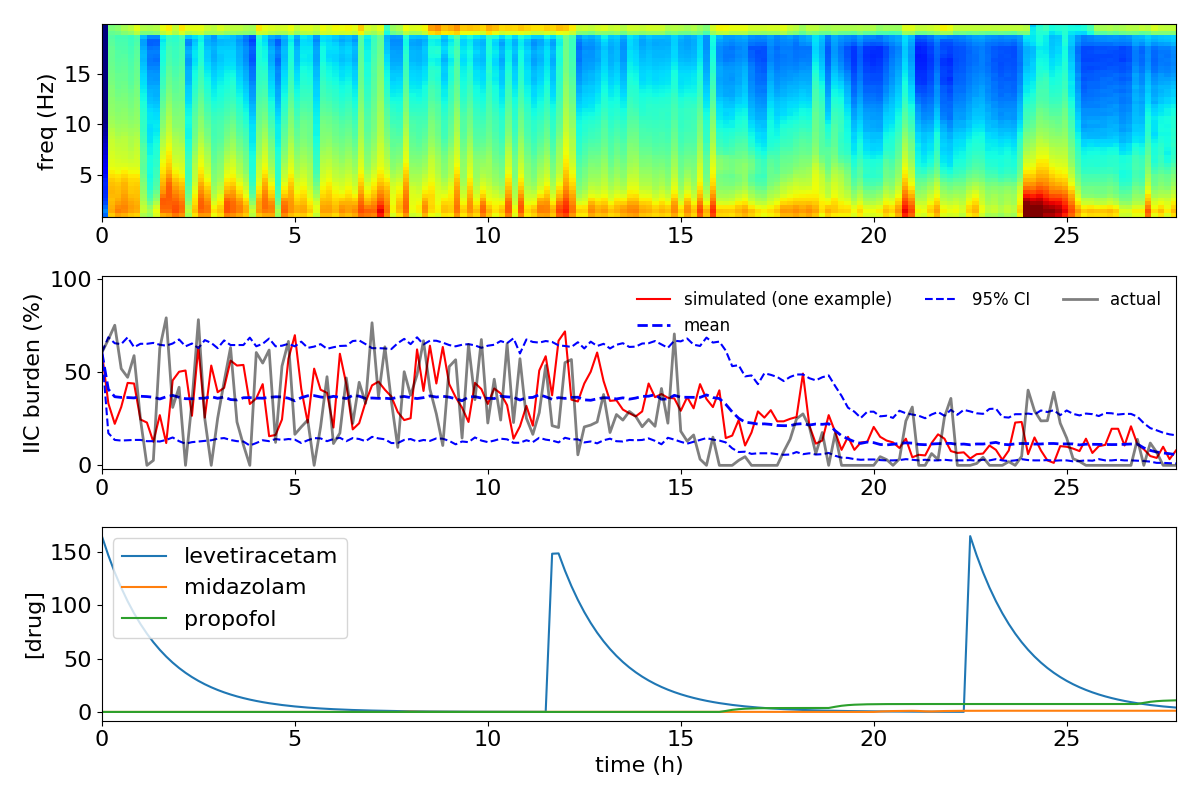 freq (Hz)
15
10
5
0 5 10 15 20 25
IIC burden (%)
100
50
0
simulated (one example) 95% CI actual
mean
0 5 10 15 20 25
[drug]
150
100
50
0
levetiracetam
midazolam
propofol
0 5 10 15 20 25
time (h)